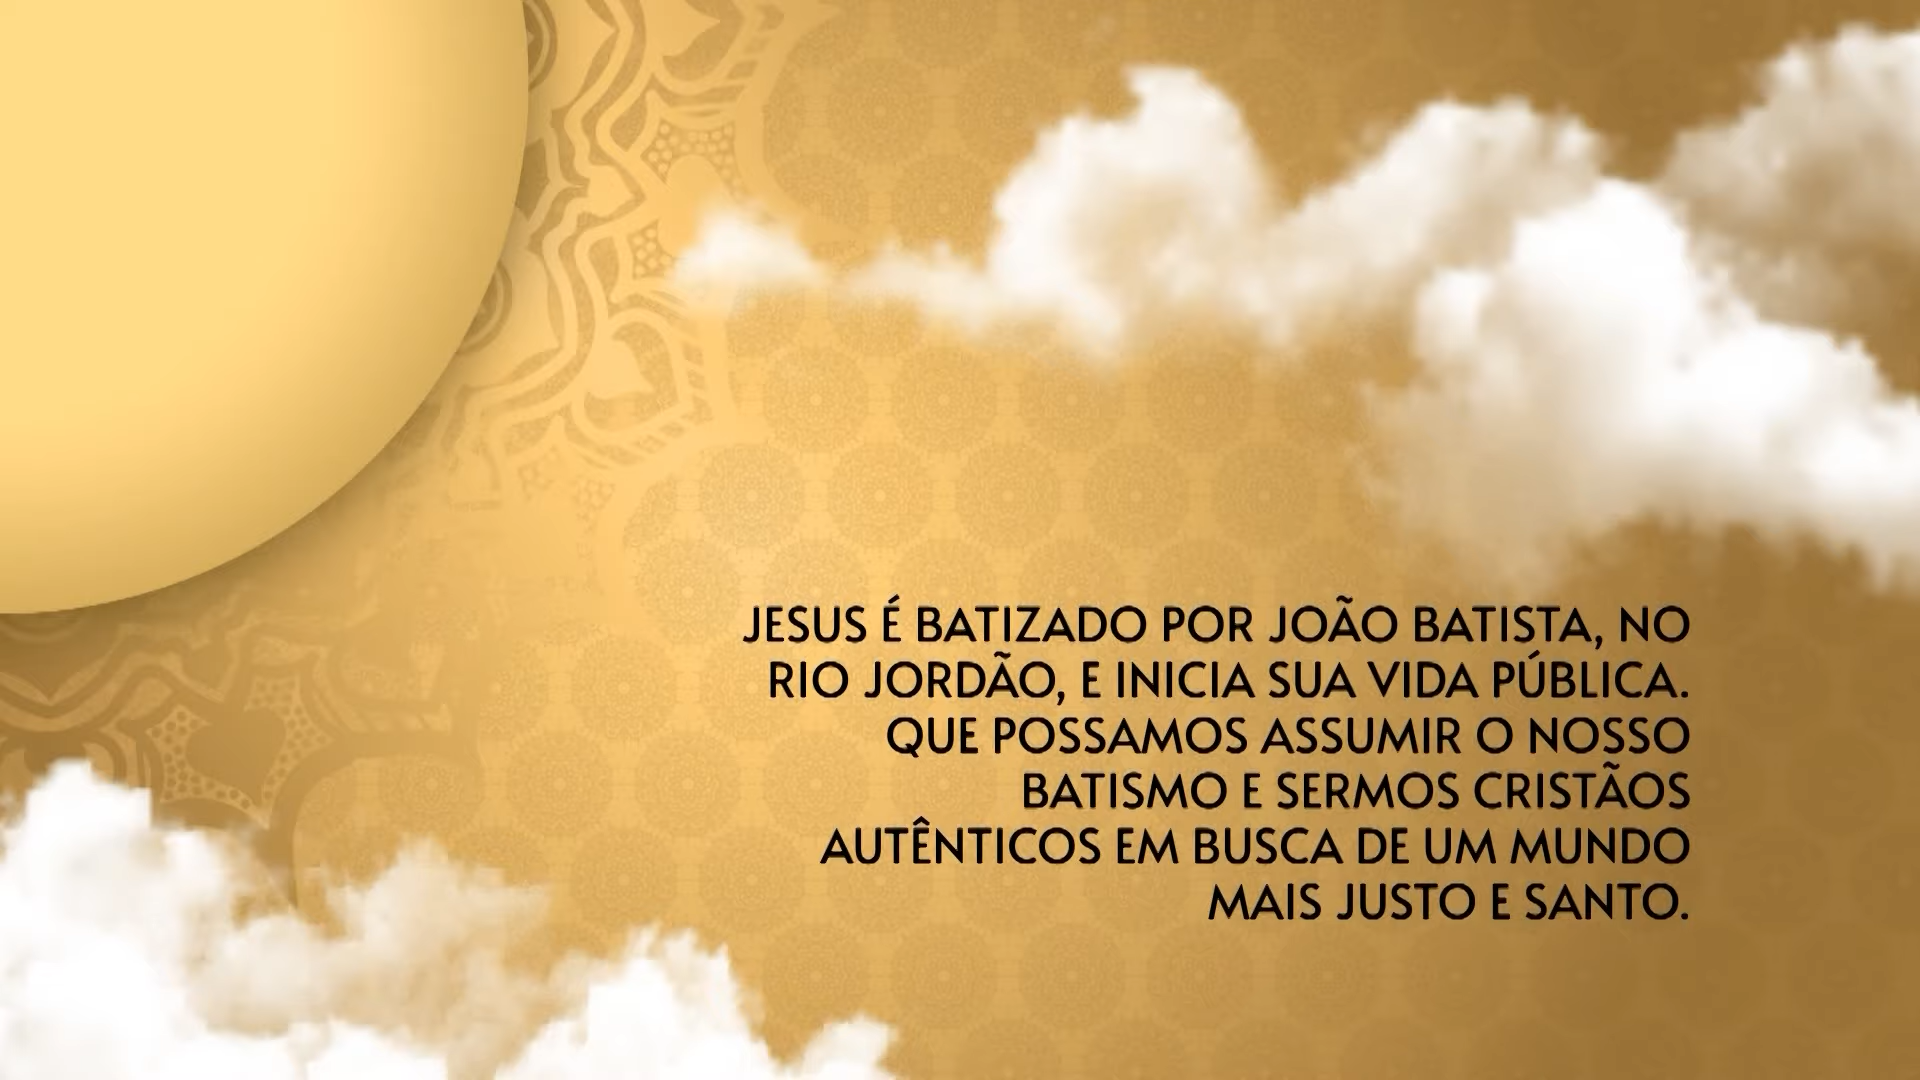 JESUS É BATIZADO POR JOÃO BATISTA, NO
RIO JORDÃO, E INICIA SUA VIDA PÚBLICA.
QUE POSSAMOS ASSUMIR O NOSSO
BATISMO E SERMOS CRISTÃOS
AUTÊNTICOS EM BUSCA DE UM MUNDO
MAIS JUSTO E SANTO.